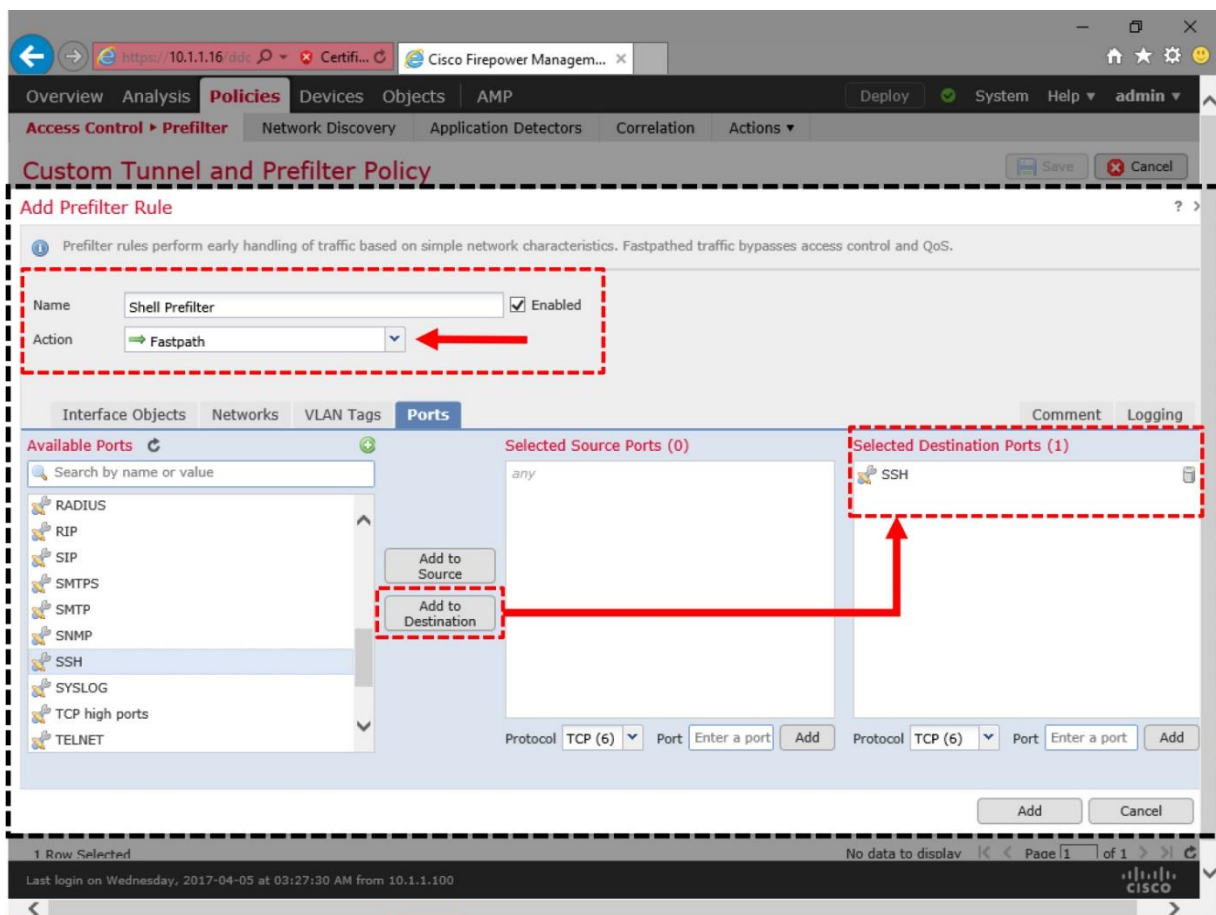 https://10.1.1.16/ddc
Certifi...
Cisco Firepower Managem...
Overview Analysis Policies Devices Objects AMP
Deploy System Help admin
Access Control Prefilter Network Discovery Application Detectors Correlation Actions
Custom Tunnel and Prefilter Policy
Save Cancel
Add Prefilter Rule
?
Prefilter rules perform early handling of traffic based on simple network characteristics. Fastpathed traffic bypasses access control and QoS.
Name Shell Prefilter Enabled
Action Fastpath
Interface Objects Networks VLAN Tags Ports Comment Logging
Available Ports Selected Source Ports (0) Selected Destination Ports (1)
Search by name or value
any
SSH
RADIUS
RIP
SIP
SMTPS
SMTP
SNMP
SSH
SYSLOG
TCP high ports
TELNET
Add to
Source
Add to
Destination
Protocol TCP (6) Port Enter a port Add
Protocol TCP (6) Port Enter a port Add
Add Cancel
1 Row Selected
No data to display Page 1 of 1
Last login on Wednesday, 2017-04-05 at 03:27:30 AM from 10.1.1.100
CISCO